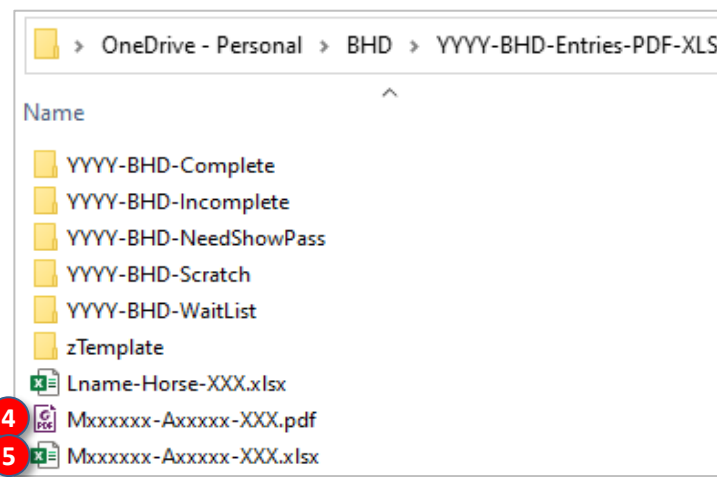 OneDrive - Personal > BHD > YYYY-BHD-Entries-PDF-XLS
Name
YYYY-BHD-Complete
YYYY-BHD-Incomplete
YYYY-BHD-NeedShowPass
YYYY-BHD-Scratch
YYYY-BHD-WaitList
zTemplate
Lname-Horse-XXX.xlsx
4 Mxxxxxx-Axxxxx-XXX.pdf
5 Mxxxxxx-Axxxxx-XXX.xlsx